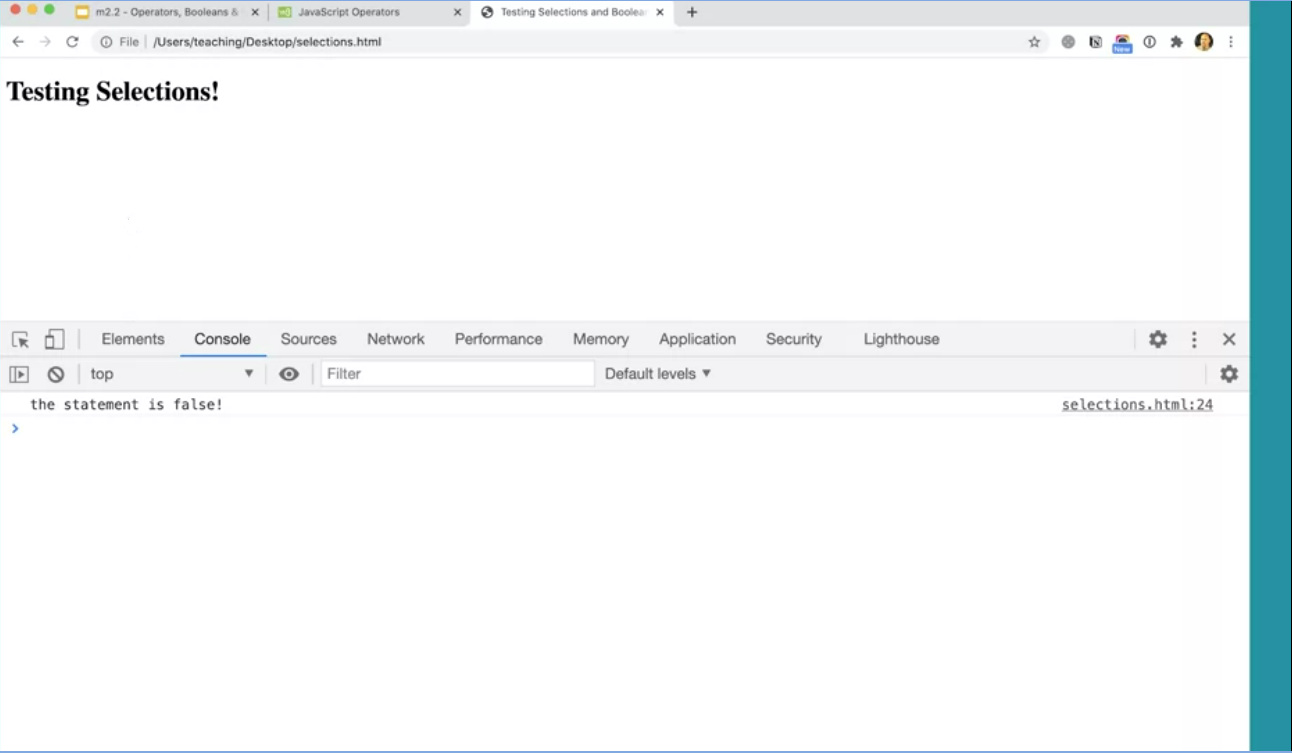 m2.2 - Operators, Booleans &
JavaScript Operators
Testing Selections and Boolea
File /Users/teaching/Desktop/selections.html
New
Testing Selections!
Elements Console Sources Network Performance Memory Application Security Lighthouse
top Filter Default levels ▼
the statement is false! selections.html:24